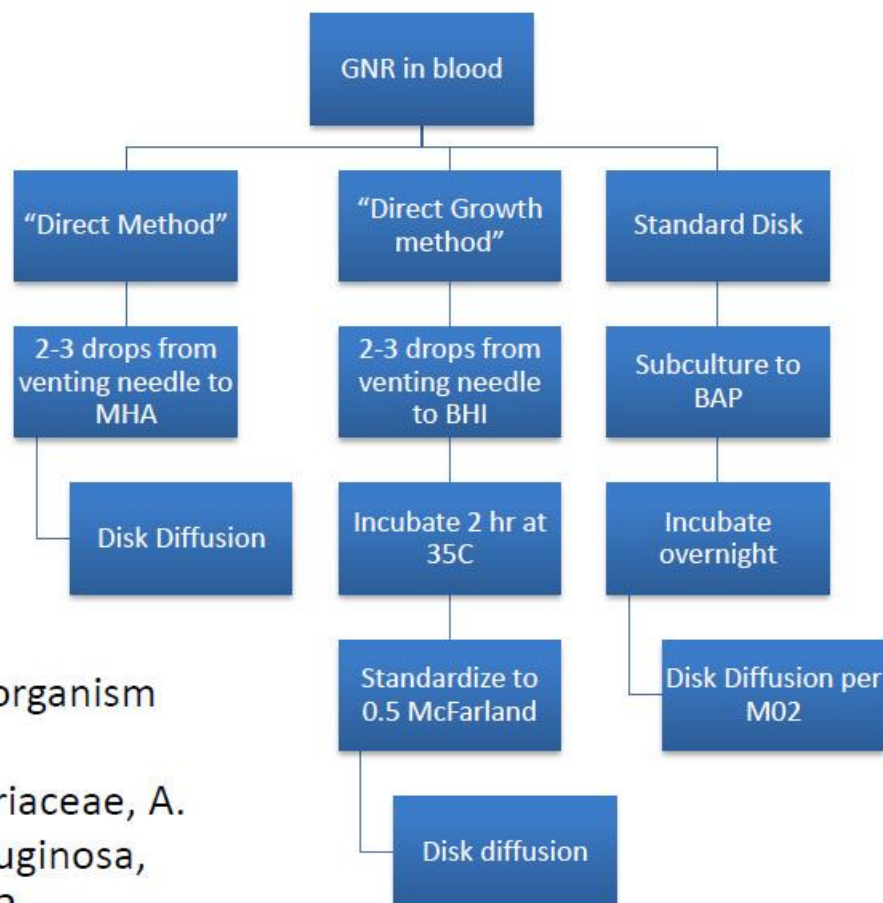 GNR in blood
“Direct Method”
“Direct Growth
method”
Standard Disk
2-3 drops from
venting needle to
MHA
2-3 drops from
venting needle
to BHI
Subculture to
BAP
Disk Diffusion
Incubate 2 hr at
35C
Incubate
overnight
Standardize to
0.5 McFarland
Disk Diffusion per
M02
Disk diffusion
organism
riaceae, A.
uginosa,